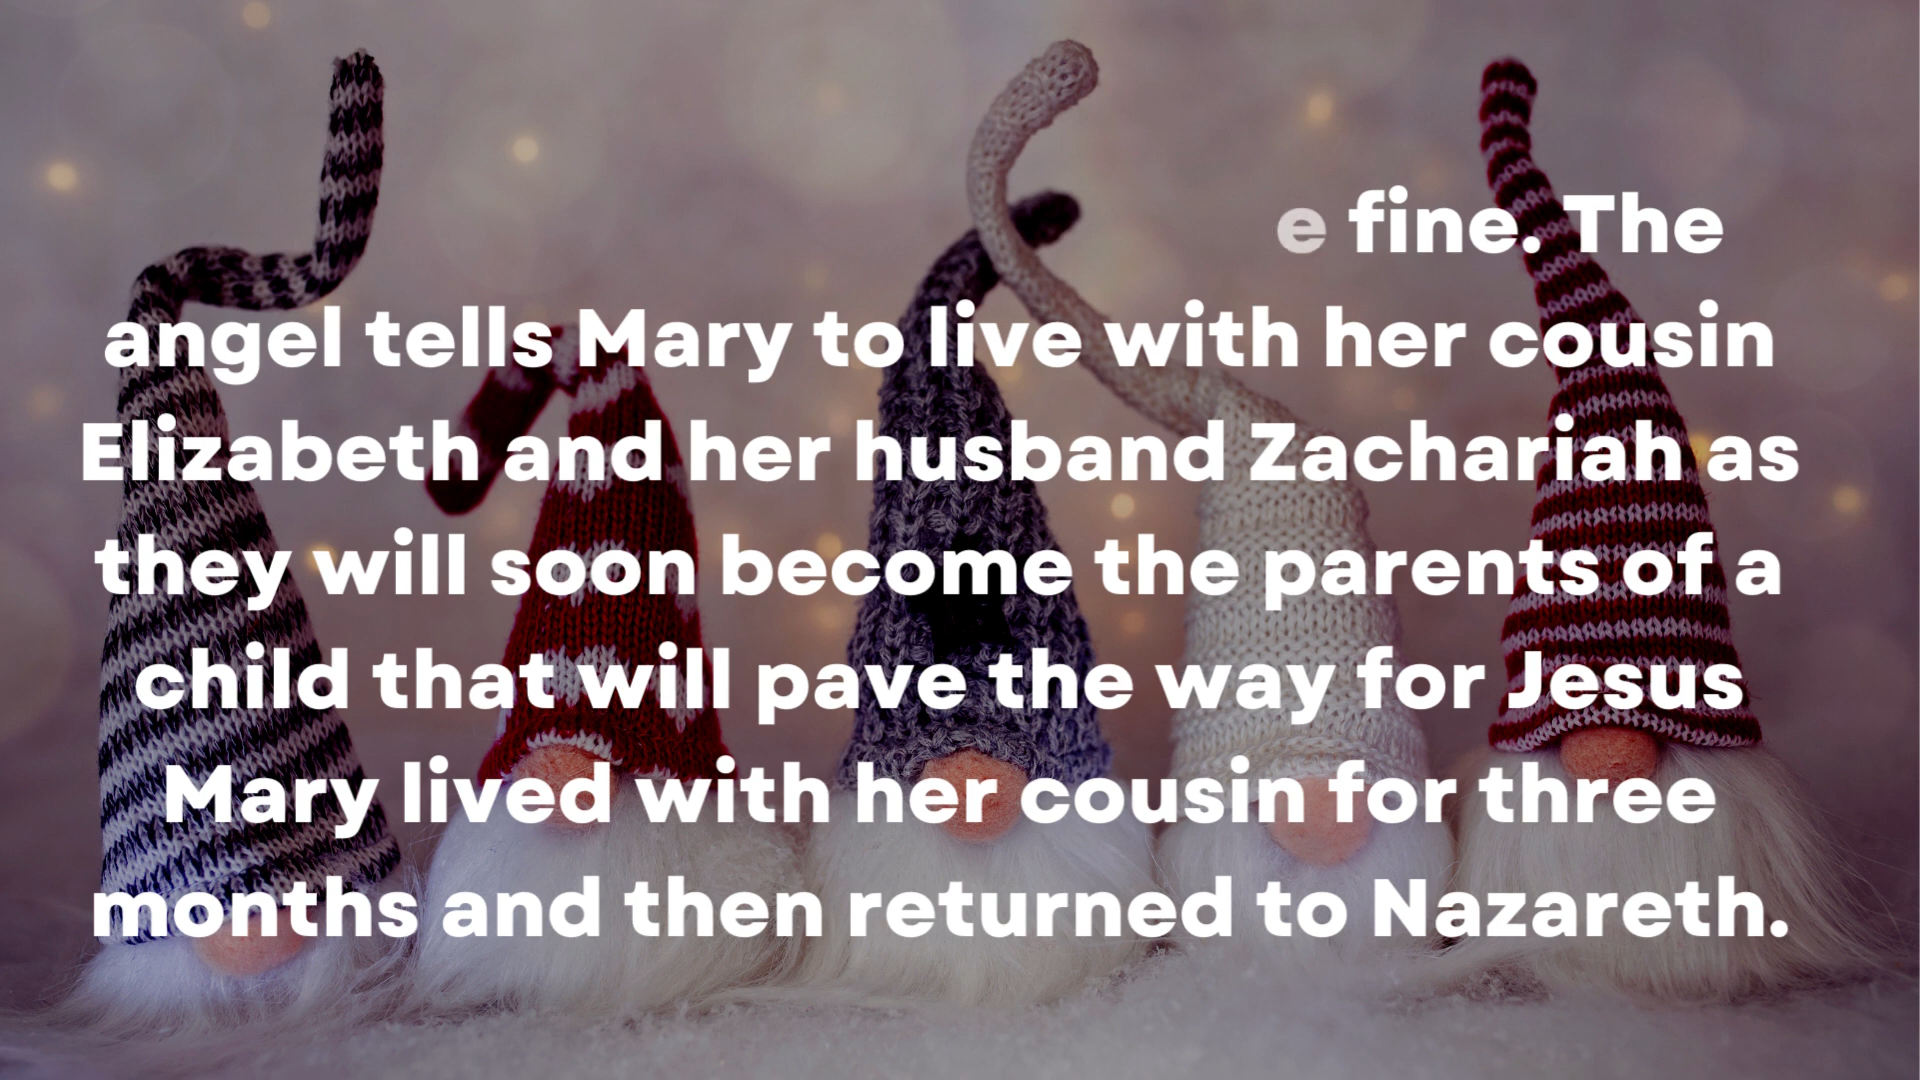 e fine. The
angel tells Mary to live with her cousin
Elizabeth and her husband Zachariah as
they will soon become the parents of a
child that will pave the way for Jesus
Mary lived with her cousin for three
months and then returned to Nazareth.